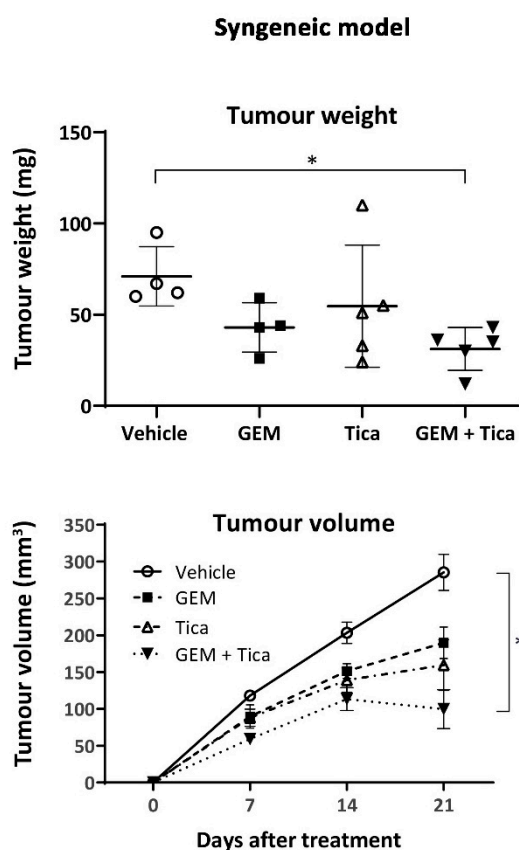 Syngeneic model
Tumour weight
Tumour weight (mg)
150
100
50
0
*
Vehicle GEM Tica GEM + Tica
Tumour volume
Tumour volume (mm³)
350
300
250
200
150
100
50
0
Vehicle
GEM
Tica
GEM + Tica
*
0 7 14 21
Days after treatment